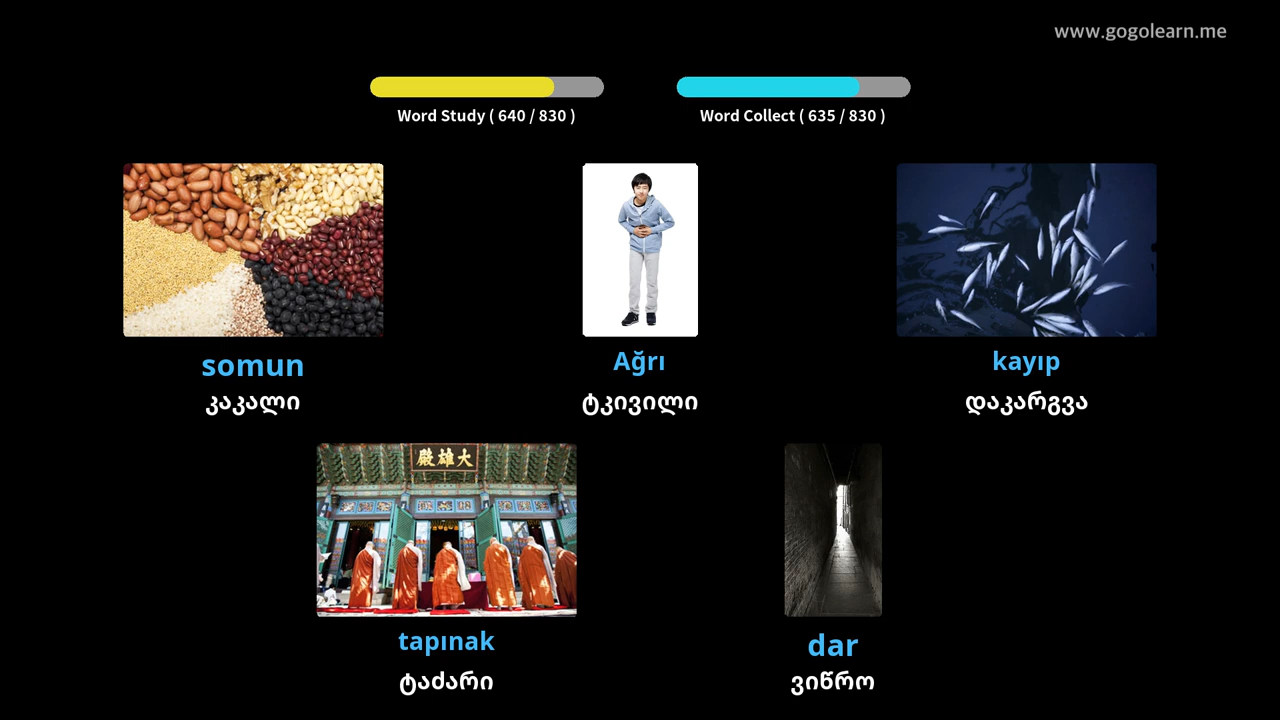 www.gogolearn.me
Word Study ( 640 / 830 )
Word Collect ( 635 / 830 )
somun
კაკალი
Ağrı
ტკივილი
kayıp
დაკარგვა
大雄殿
tapınak
ტაძარი
dar
ვიწრო